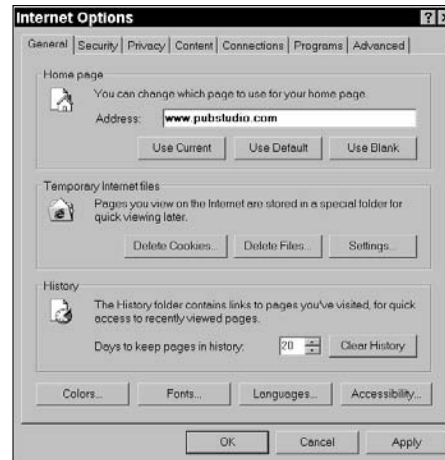 Internet Options
General Security Privacy Content Connections Programs Advanced
Home page
You can change which page to use for your home page.
Address: www.pubstudio.com
Use Current Use Default Use Blank
Temporary Internet files
Pages you view on the Internet are stored in a special folder for
quick viewing later.
Delete Cookies... Delete Files... Settings...
History
The History folder contains links to pages you've visited, for quick
access to recently viewed pages.
Days to keep pages in history: 20 Clear History
Colors... Fonts... Languages... Accessibility...
OK Cancel Apply